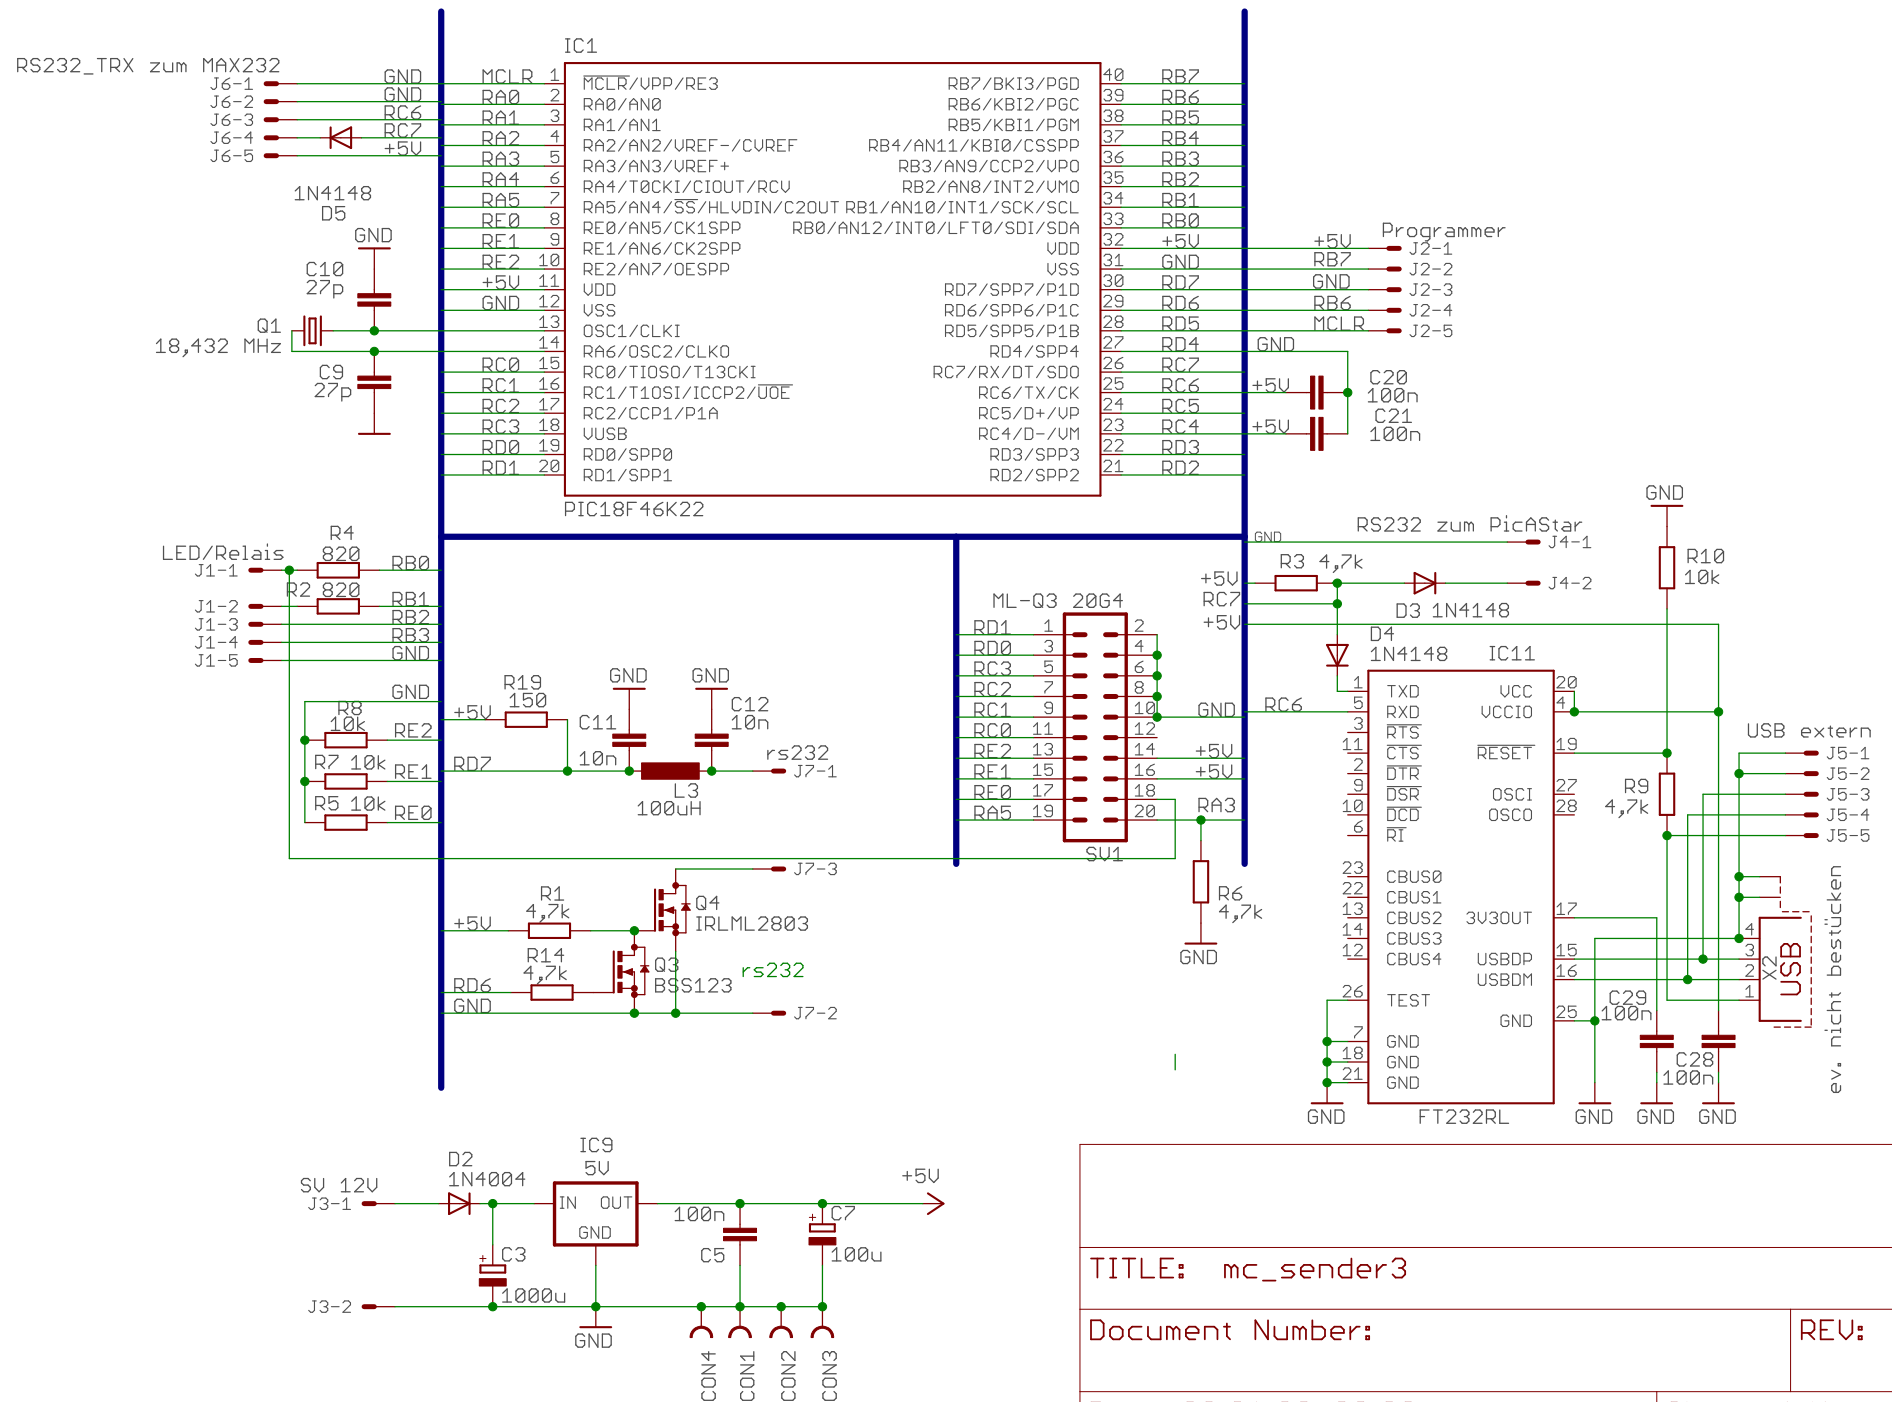 RS232_TRX zum MAX232
J6-1 GND
J6-2 GND
J6-3 RC6
J6-4 RC7
J6-5 +5V
1N4148
D5
GND
C10
27p
Q1
18,432 MHz
C9
27p
IC1
MCLR 1 MCLR/VPP/RE3
RA0 2 RA0/AN0
RA1 3 RA1/AN1
RA2 4 RA2/AN2/VREF-/CVREF
RA3 5 RA3/AN3/VREF+
RA4 6 RA4/T0CKI/CIOUT/RCV
RA5 7 RA5/AN4/SS/HLVDIN/C2OUT
RE0 8 RE0/AN5/CK1SPP
RE1 9 RE1/AN6/CK2SPP
RE2 10 RE2/AN7/OESPP
+5V 11 VDD
GND 12 VSS
13 OSC1/CLKI
14 RA6/OSC2/CLKO
RC0 15 RC0/TIOSO/T13CKI
RC1 16 RC1/T1OSI/ICCP2/UOE
RC2 17 RC2/CCP1/P1A
RC3 18 VUSB
RD0 19 RD0/SPP0
RD1 20 RD1/SPP1
RB7/BKI3/PGD 40 RB7
RB6/KBI2/PGC 39 RB6
RB5/KBI1/PGM 38 RB5
RB4/AN11/KBI0/CSSPP 37 RB4
RB3/AN9/CCP2/VPO 36 RB3
RB2/AN8/INT2/VMO 35 RB2
RB1/AN10/INT1/SCK/SCL 34 RB1
RB0/AN12/INT0/LFT0/SDI/SDA 33 RB0
VDD 32 +5V
VSS 31 GND
RD7/SPP7/P1D 30 RD7
RD6/SPP6/P1C 29 RD6
RD5/SPP5/P1B 28 RD5
RD4/SPP4 27 RD4
RC7/RX/DT/SDO 26 RC7
RC6/TX/CK 25 RC6
RC5/D+/VP 24 RC5
RC4/D-/VM 23 RC4
RD3/SPP3 22 RD3
RD2/SPP2 21 RD2
PIC18F46K22
Programmer
+5V J2-1
RB7 J2-2
GND J2-3
RB6 J2-4
MCLR J2-5
GND
+5V C20
100n
C21
+5V 100n
LED/Relais
R4
820
J1-1 RB0
R2 820
J1-2 RB1
J1-3 RB2
J1-4 RB3
J1-5 GND
GND
R8
10k
RE2
R7 10k RE1
R5 10k RE0
R19
150
+5V
RD7
GND GND
C11
10n
C12
10n
L3
100uH
rs232
J7-1
J7-3
R1
4,7k
+5V
Q4
IRLML2803
R14
4,7k
RD6
GND
Q3
BSS123
rs232
J7-2
ML-Q3 20G4
RD1 1 2
RD0 3 4
RC3 5 6
RC2 7 8
RC1 9 10 GND
RC0 11 12
RE2 13 14 +5V
RE1 15 16 +5V
RE0 17 18
RA5 19 20 RA3
SV1
R6
4,7k
GND
RS232 zum PicAStar
GND J4-1
R3 4,7k
+5V J4-2
RC7
+5V
D3 1N4148
D4
1N4148
RC6
IC11
1 TXD
5 RXD
3 RTS
11 CTS
2 DTR
9 DSR
10 DCD
6 RI
23 CBUS0
22 CBUS1
13 CBUS2
14 CBUS3
12 CBUS4
26 TEST
7 GND
18 GND
21 GND
VCC 20
VCCIO 4
RESET 19
OSCI 27
OSCO 28
3V3OUT 17
USBDP 15
USBDM 16
GND 25
FT232RL
GND
R10
10k
R9
4,7k
USB extern
J5-1
J5-2
J5-3
J5-4
J5-5
4
3
2
1
X2
USB
ev. nicht bestücken
C29
100n
C28
100n
GND GND GND GND
SV 12V
J3-1
D2
1N4004
IC9
5V
IN OUT
GND
+5V
C3
+
1000u
100n
C5
+
C7
100u
J3-2
GND
CON4
CON1
CON2
CON3
TITLE: mc_sender3
Document Number:
REV: